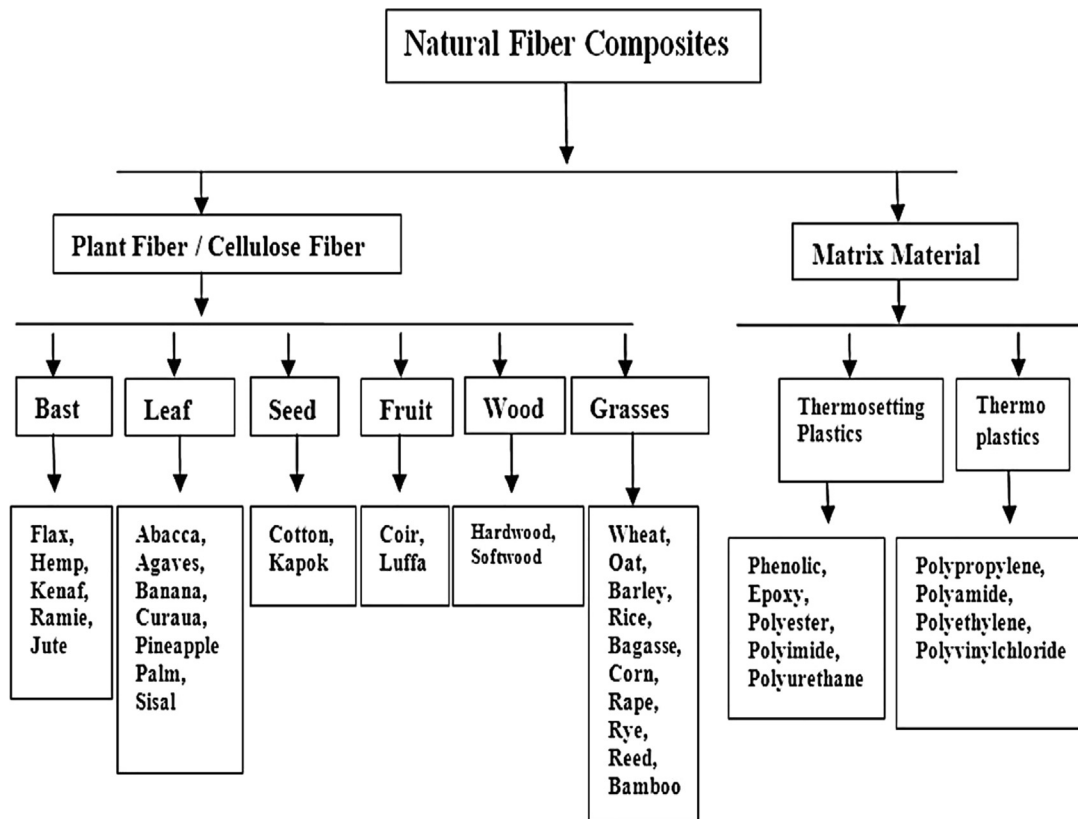 Natural Fiber Composites
Plant Fiber / Cellulose Fiber
Matrix Material
Bast
Leaf
Seed
Fruit
Wood
Grasses
Thermosetting
Plastics
Thermo
plastics
Flax,
Hemp,
Kenaf,
Ramie,
Jute
Abacca,
Agaves,
Banana,
Curaua,
Pineapple
Palm,
Sisal
Cotton,
Kapok
Coir,
Luffa
Hardwood,
Softwood
Wheat,
Oat,
Barley,
Rice,
Bagasse,
Corn,
Rape,
Rye,
Reed,
Bamboo
Phenolic,
Epoxy,
Polyester,
Polyimide,
Polyurethane
Polypropylene,
Polyamide,
Polyethylene,
Polyvinylchloride